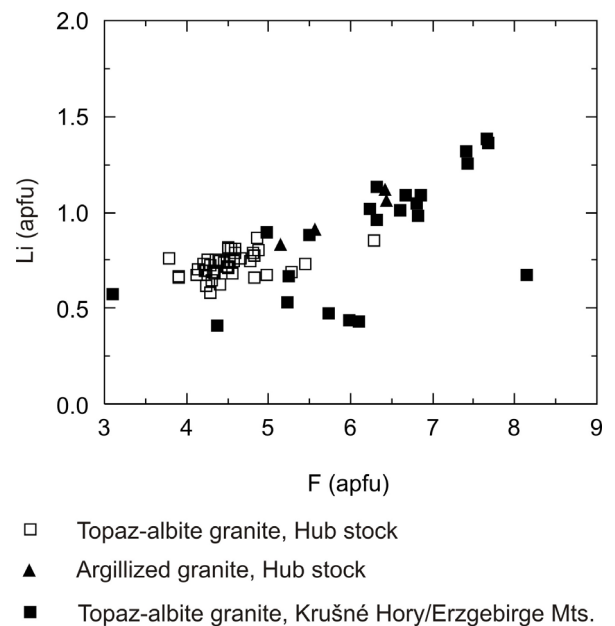 2.0
1.5
1.0
0.5
0.0
Li (apfu)
3 4 5 6 7 8 9
F (apfu)
Topaz-albite granite, Hub stock
Argillized granite, Hub stock
Topaz-albite granite, Krušné Hory/Erzgebirge Mts.